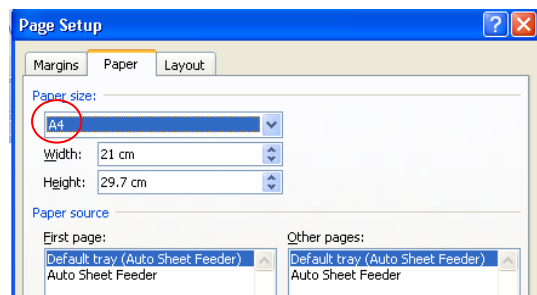 Page Setup
Margins Paper Layout
Paper size:
A4
Width: 21 cm
Height: 29.7 cm
Paper source
First page: Other pages:
Default tray (Auto Sheet Feeder) Default tray (Auto Sheet Feeder)
Auto Sheet Feeder Auto Sheet Feeder